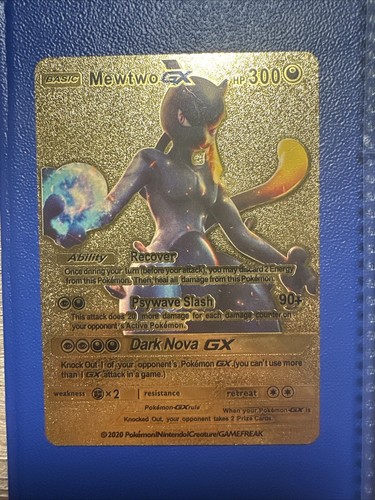 BASIC Mewtwo GX HP 300
Ability Recover
Once during your turn (before your attack), you may discard 2 Energy
from this Pokémon. Then, heal all damage from this Pokémon.
Psywave Slash 90+
This attack does 20 more damage for each damage counter on
your opponent's Active Pokémon.
Dark Nova GX
Knock Out 1 of your opponent's Pokémon GX (you can't use more
than 1 GX attack in a game.)
weakness ×2 resistance retreat
Pokémon-GX rule When your Pokémon-GX is
Knocked Out, your opponent takes 2 Prize Cards.
©2020 Pokémon/Nintendo/Creature/GAMEFREAK